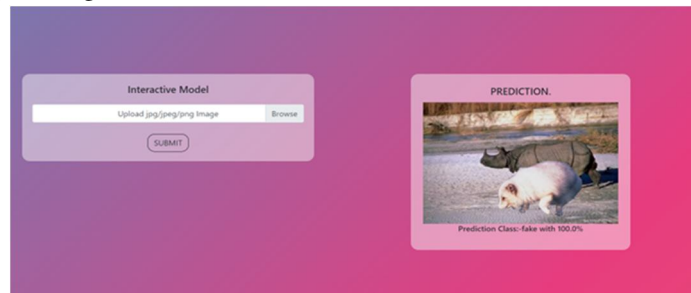 Interactive Model
Upload jpg/jpeg/png Image Browse
SUBMIT
PREDICTION.
Prediction Class:-fake with 100.0%